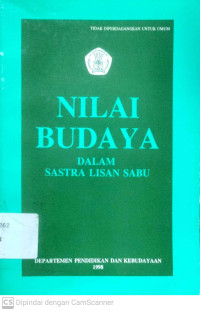 TIDAK DIPERDAGANGKAN UNTUK UMUM
NILAI
BUDAYA
DALAM
SASTRA LISAN SABU
DEPARTEMEN PENDIDIKAN DAN KEBUDAYAAN
1998
CS Dipindai dengan CamScanner